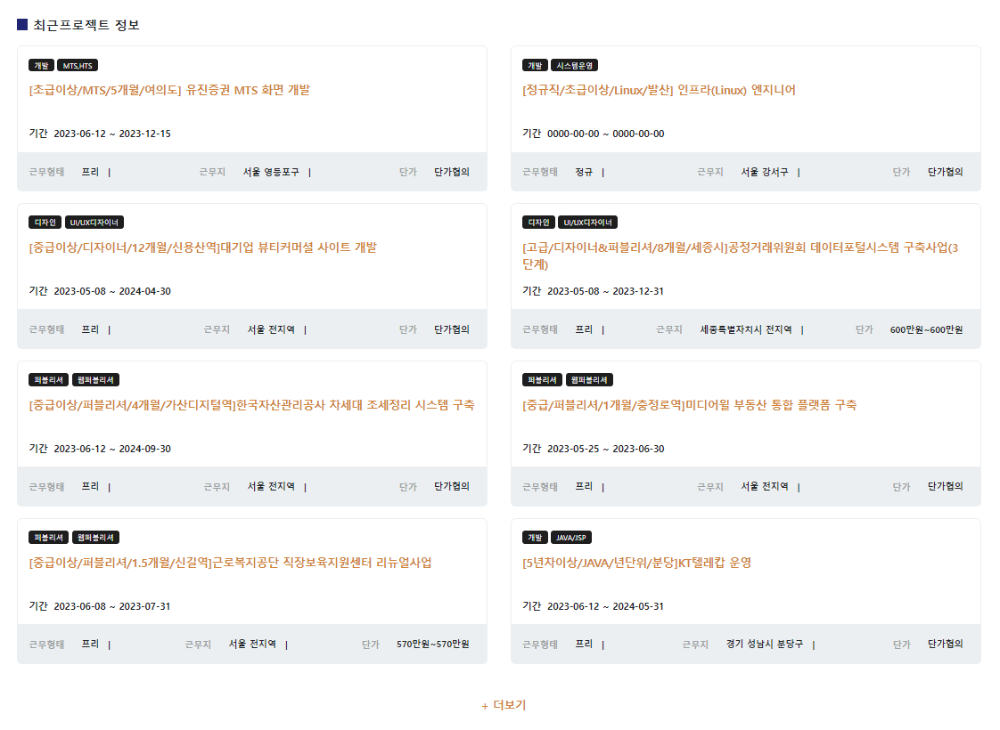 최근프로젝트 정보
개발 MTS,HTS
[초급이상/MTS/5개월/여의도] 유진증권 MTS 화면 개발
기간 2023-06-12 ~ 2023-12-15
근무형태 프리 | 근무지 서울 영등포구 | 단가 단가협의
개발 시스템운영
[정규직/초급이상/Linux/발산] 인프라(Linux) 엔지니어
기간 0000-00-00 ~ 0000-00-00
근무형태 정규 | 근무지 서울 강서구 | 단가 단가협의
디자인 UI/UX디자이너
[중급이상/디자이너/12개월/신용산역]대기업 뷰티커머셜 사이트 개발
기간 2023-05-08 ~ 2024-04-30
근무형태 프리 | 근무지 서울 전지역 | 단가 단가협의
디자인 UI/UX디자이너
[고급/디자이너&퍼블리셔/8개월/세종시]공정거래위원회 데이터포털시스템 구축사업(3
단계)
기간 2023-05-08 ~ 2023-12-31
근무형태 프리 | 근무지 세종특별자치시 전지역 | 단가 600만원~600만원
퍼블리셔 웹퍼블리셔
[중급이상/퍼블리셔/4개월/가산디지털역]한국자산관리공사 차세대 조세정리 시스템 구축
기간 2023-06-12 ~ 2024-09-30
근무형태 프리 | 근무지 서울 전지역 | 단가 단가협의
퍼블리셔 웹퍼블리셔
[중급/퍼블리셔/1개월/충정로역]미디어윌 부동산 통합 플랫폼 구축
기간 2023-05-25 ~ 2023-06-30
근무형태 프리 | 근무지 서울 전지역 | 단가 단가협의
퍼블리셔 웹퍼블리셔
[중급이상/퍼블리셔/1.5개월/신길역]근로복지공단 직장보육지원센터 리뉴얼사업
기간 2023-06-08 ~ 2023-07-31
근무형태 프리 | 근무지 서울 전지역 | 단가 570만원~570만원
개발 JAVA/JSP
[5년차이상/JAVA/년단위/분당]KT텔레캅 운영
기간 2023-06-12 ~ 2024-05-31
근무형태 프리 | 근무지 경기 성남시 분당구 | 단가 단가협의
+ 더보기